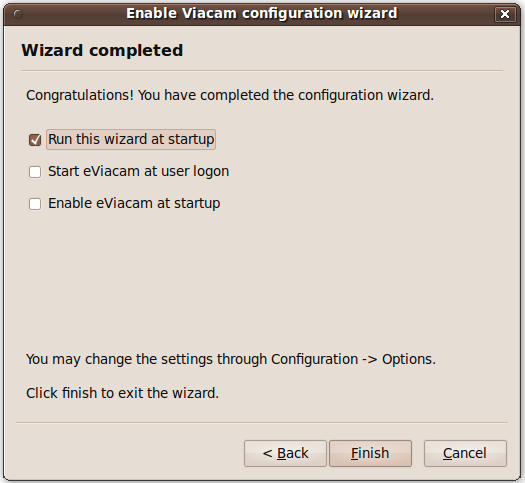 Enable Viacam configuration wizard
Wizard completed
Congratulations! You have completed the configuration wizard.
Run this wizard at startup
Start eViacam at user logon
Enable eViacam at startup
You may change the settings through Configuration -> Options.
Click finish to exit the wizard.
< Back
Finish
Cancel